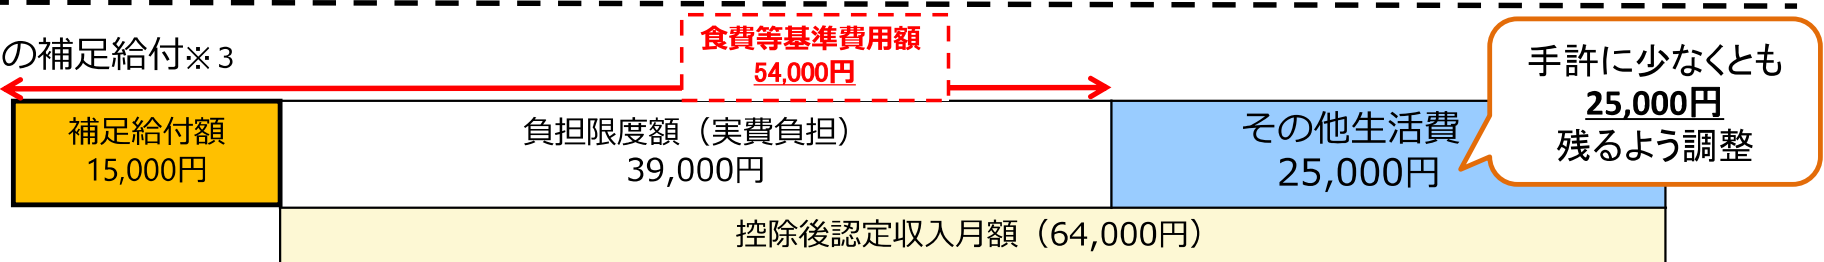 の補足給付※3
食費等基準費用額
54,000円
手許に少なくとも
25,000円
残るよう調整
補足給付額
15,000円
負担限度額（実費負担）
39,000円
その他生活費
25,000円
控除後認定収入月額（64,000円）